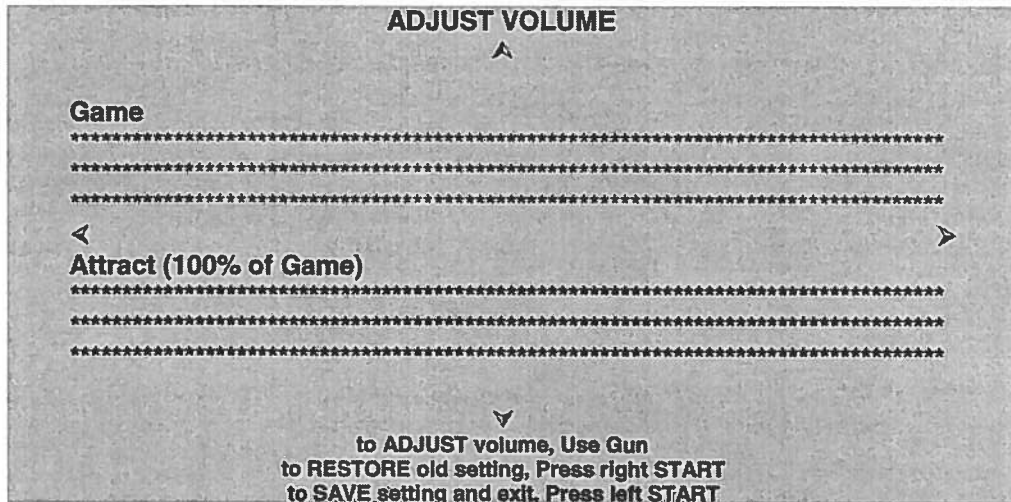 ADJUST VOLUME
Game
**************************************************************************************
**************************************************************************************
**************************************************************************************
Attract (100% of Game)
**************************************************************************************
**************************************************************************************
**************************************************************************************
to ADJUST volume, Use Gun
to RESTORE old setting, Press right START
to SAVE setting and exit, Press left START